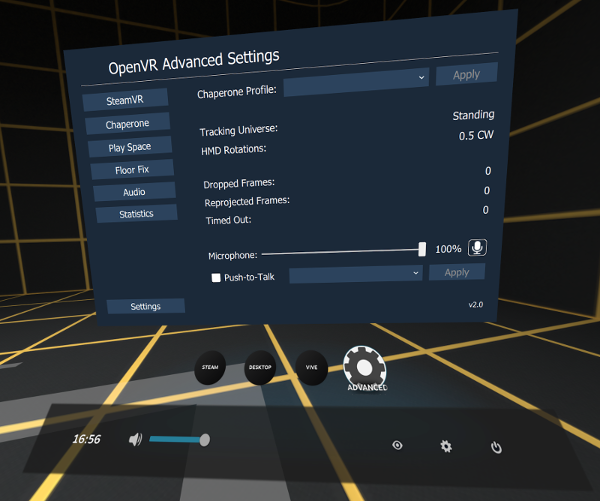 OpenVR Advanced Settings
SteamVR
Chaperone
Play Space
Floor Fix
Audio
Statistics
Settings
Chaperone Profile: Apply
Tracking Universe: Standing
HMD Rotations: 0.5 CW
Dropped Frames: 0
Reprojected Frames: 0
Timed Out: 0
Microphone: 100%
Push-to-Talk Apply
v2.0
STEAM DESKTOP VIVE ADVANCED
16:56